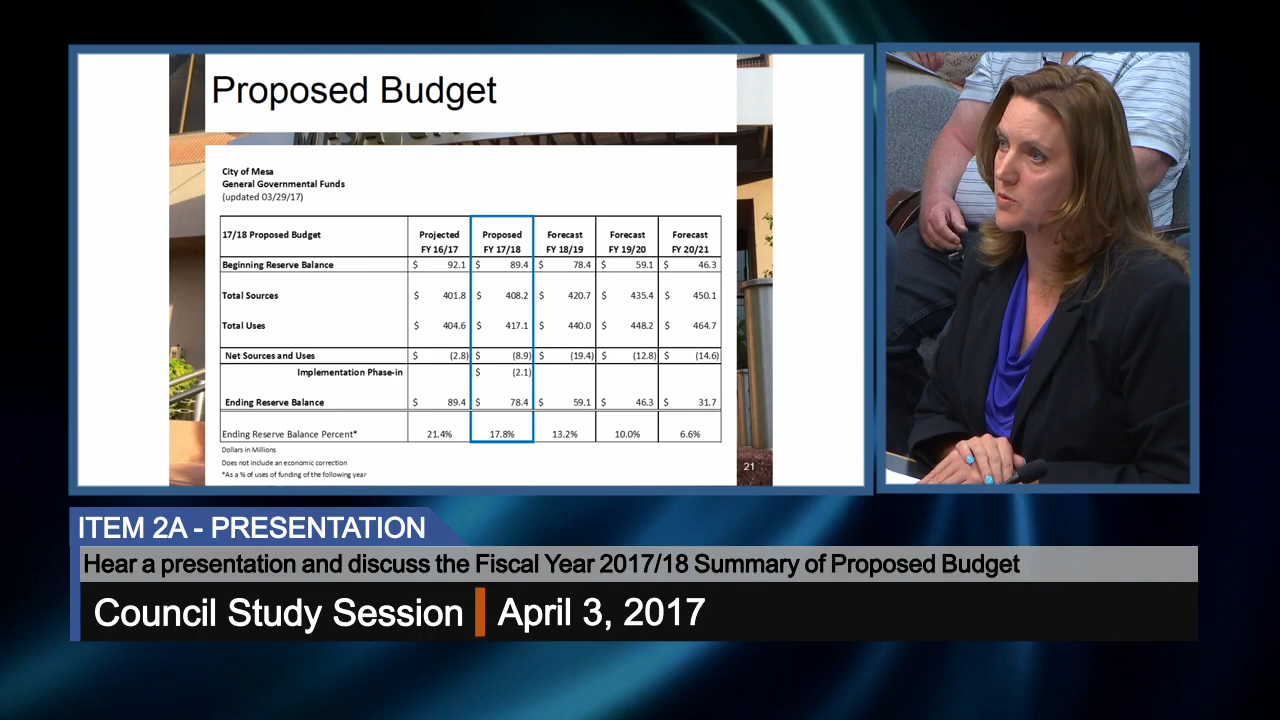 Proposed Budget
City of Mesa
General Governmental Funds
(updated 03/29/17)
17/18 Proposed Budget Projected FY 16/17 Proposed FY 17/18 Forecast FY 18/19 Forecast FY 19/20 Forecast FY 20/21
Beginning Reserve Balance $ 92.1 $ 89.4 $ 78.4 $ 59.1 $ 46.3
Total Sources $ 401.8 $ 408.2 $ 420.7 $ 435.4 $ 450.1
Total Uses $ 404.6 $ 417.1 $ 440.0 $ 448.2 $ 464.7
Net Sources and Uses $ (2.8) $ (8.9) $ (19.4) $ (12.8) $ (14.6)
Implementation Phase-in $ (2.1)
Ending Reserve Balance $ 89.4 $ 78.4 $ 59.1 $ 46.3 $ 31.7
Ending Reserve Balance Percent* 21.4% 17.8% 13.2% 10.0% 6.6%
Dollars in Millions
Does not include an economic correction
*As a % of uses of funding of the following year
21
ITEM 2A - PRESENTATION
Hear a presentation and discuss the Fiscal Year 2017/18 Summary of Proposed Budget
Council Study Session April 3, 2017